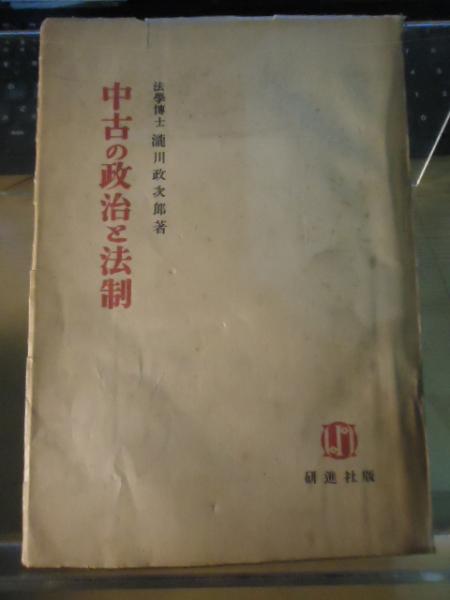 法學博士 瀧川政次郎著
中古の政治と法制
研進社版